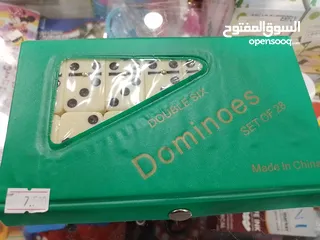 السوق المفتوح
opensooq.com
DOUBLE SIX
Dominoes
SET OF 28
Made In China